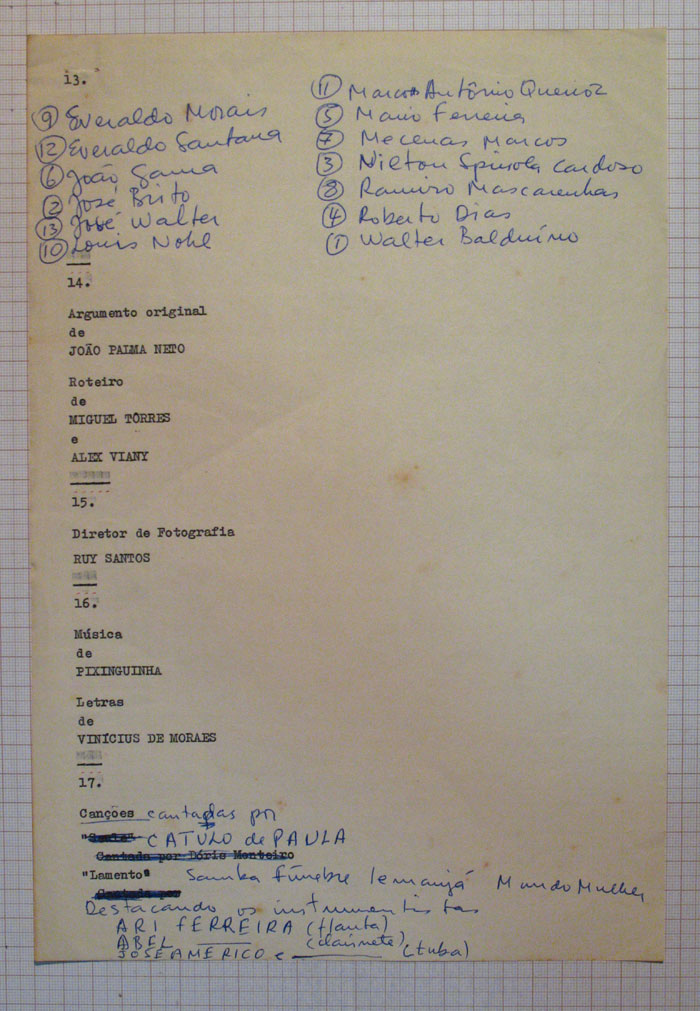 13.
⑨ Everaldo Morais
⑫ Everaldo Santana
⑥ João Gama
② José Brito
⑬ José Walter
⑩ Louis Nohl
⑪ Marcos Antônio Queiroz
⑤ Mario Ferreira
⑦ Mecenas Marcos
③ Nilton Spínola Cardoso
⑧ Ramiro Mascarenhas
④ Roberto Dias
① Walter Balduíno
14.
Argumento original
de
JOÃO PALMA NETO
Roteiro
de
MIGUEL TÔRRES
e
ALEX VIANY
15.
Diretor de Fotografia
RUY SANTOS
16.
Música
de
PIXINGUINHA
Letras
de
VINÍCIUS DE MORAES
17.
Canções cantadas por
CATULO de PAULA
Cantada por Dóris Monteiro
"Lamento" Samba Fúnebre Iemanjá Mundo Mulher
Cantada por
Destacando os instrumentistas
ARI FERREIRA (flauta)
ABEL (clarinete)
JOSÉ AMÉRICO e (tuba)